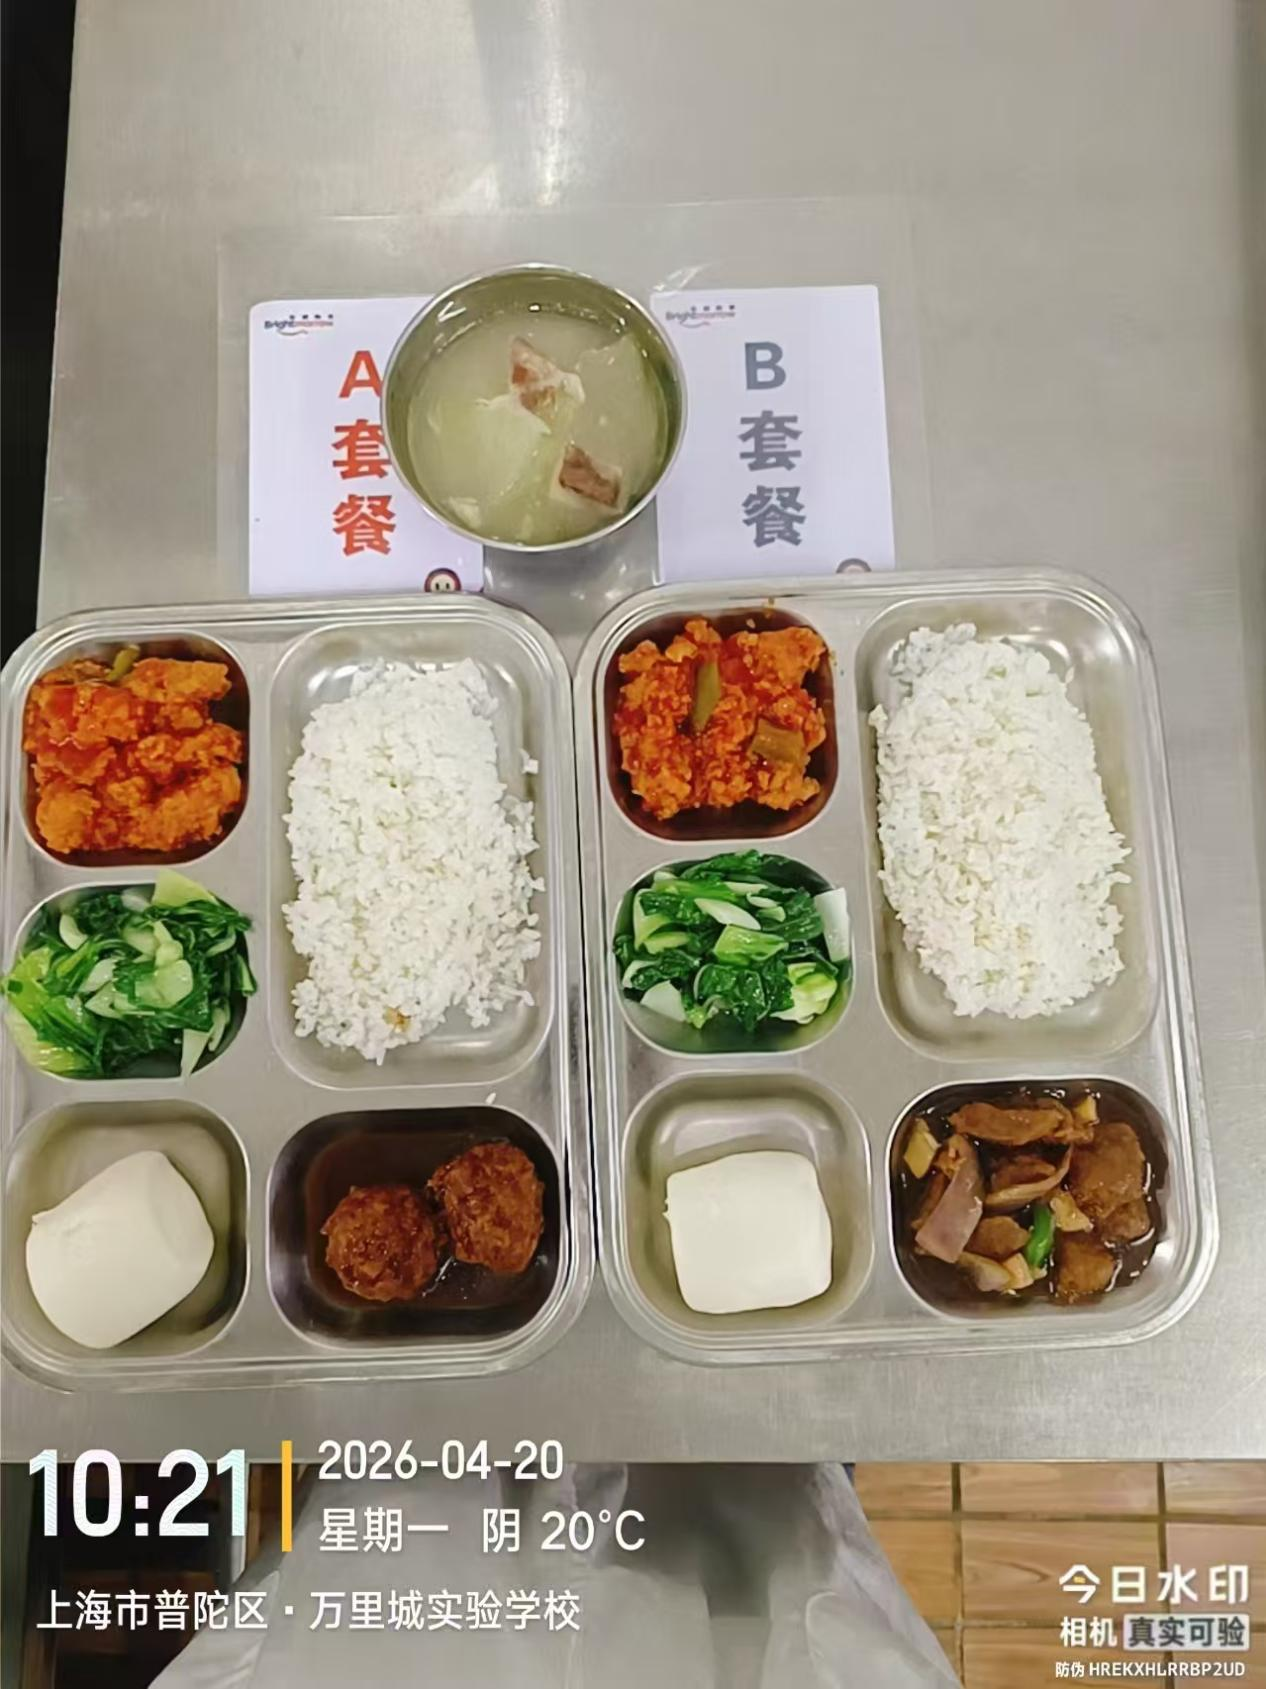 Brightmorrow
A
套
餐
Brightmorrow
B
套
餐
10:21
2026-04-20
星期一 阴 20°C
上海市普陀区·万里城实验学校
今日水印
相机 真实可验
防伪 HREKXHLRRBP2UD